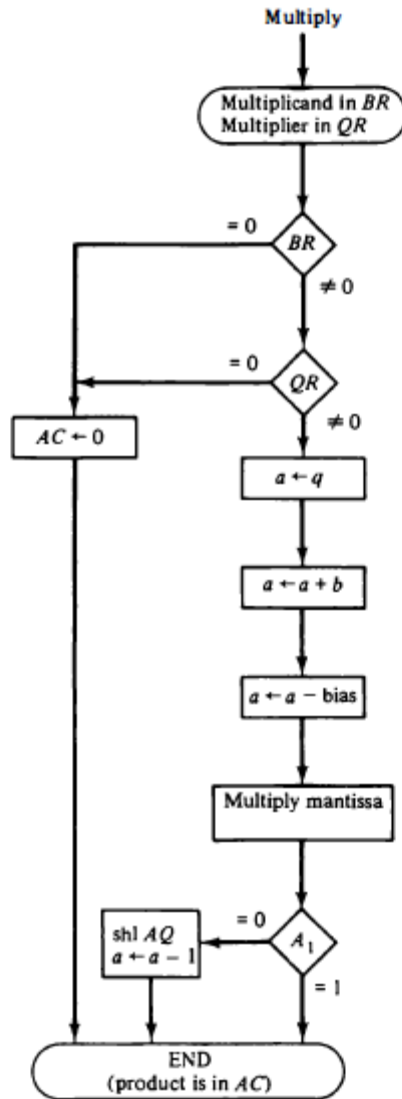 Multiply
Multiplicand in BR
Multiplier in QR
= 0
BR
≠ 0
= 0
QR
≠ 0
AC ← 0
a ← q
a ← a + b
a ← a − bias
Multiply mantissa
= 0
A₁
shl AQ
a ← a − 1
= 1
END
(product is in AC)